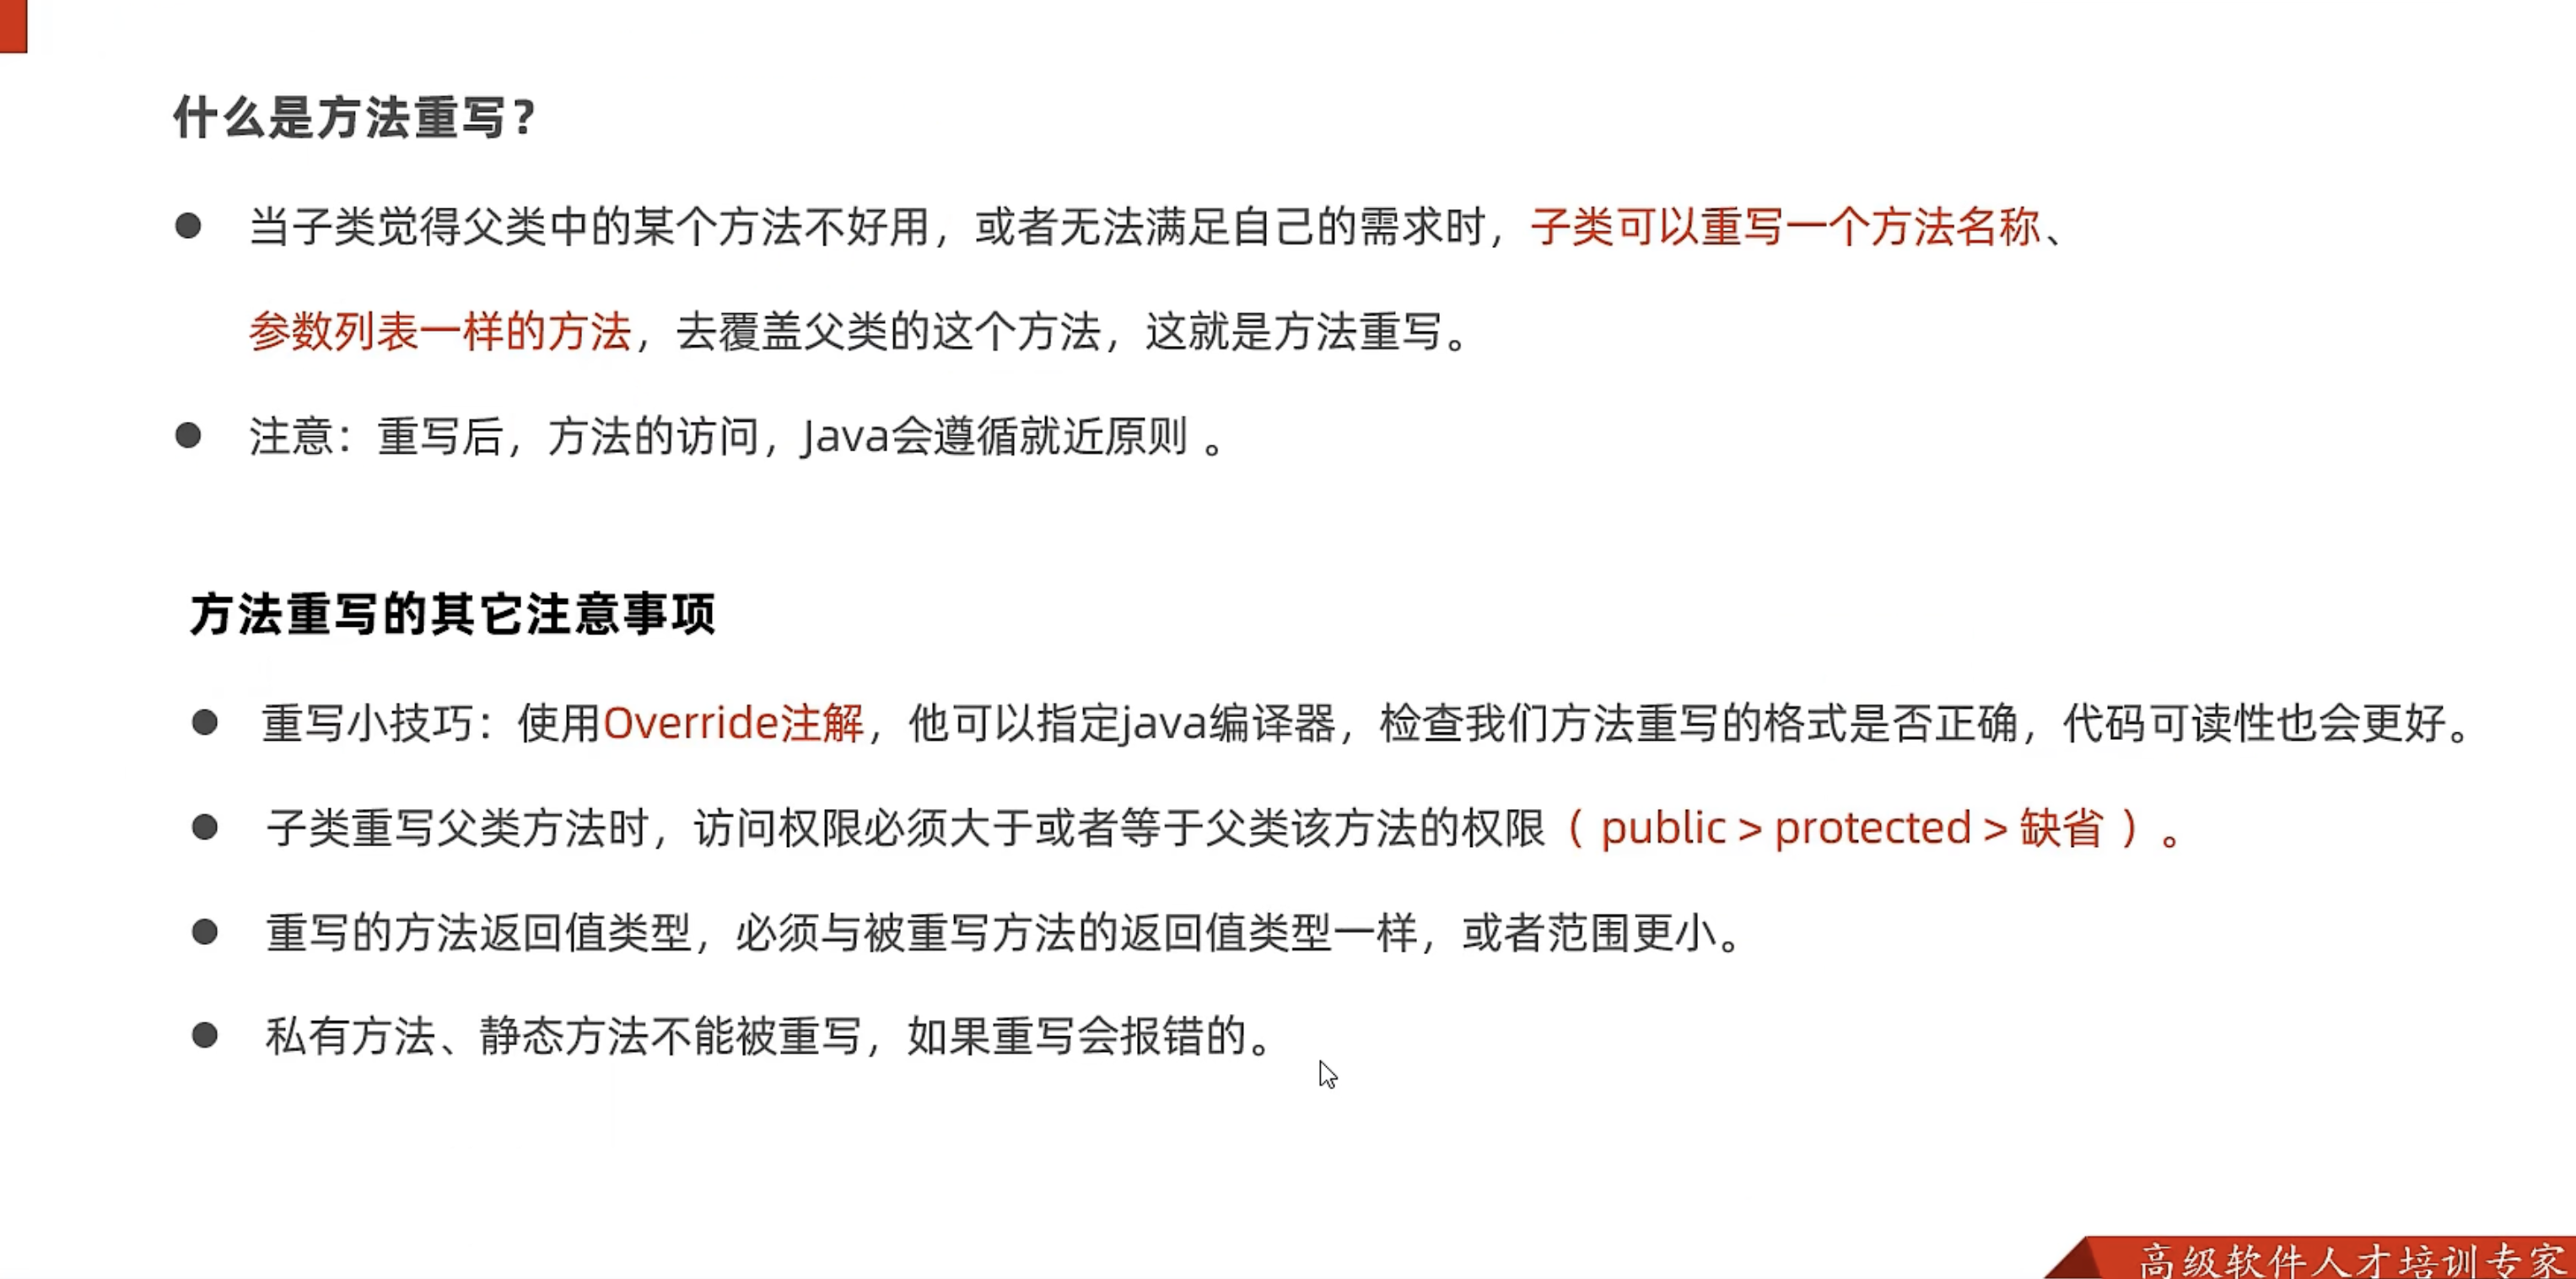 什么是方法重写？
当子类觉得父类中的某个方法不好用，或者无法满足自己的需求时，子类可以重写一个方法名称、
参数列表一样的方法，去覆盖父类的这个方法，这就是方法重写。
注意：重写后，方法的访问，Java会遵循就近原则 。
方法重写的其它注意事项
重写小技巧：使用Override注解，他可以指定java编译器，检查我们方法重写的格式是否正确，代码可读性也会更好。
子类重写父类方法时，访问权限必须大于或者等于父类该方法的权限（ public > protected > 缺省 ）。
重写的方法返回值类型，必须与被重写方法的返回值类型一样，或者范围更小。
私有方法、静态方法不能被重写，如果重写会报错的。
高级软件人才培训专家